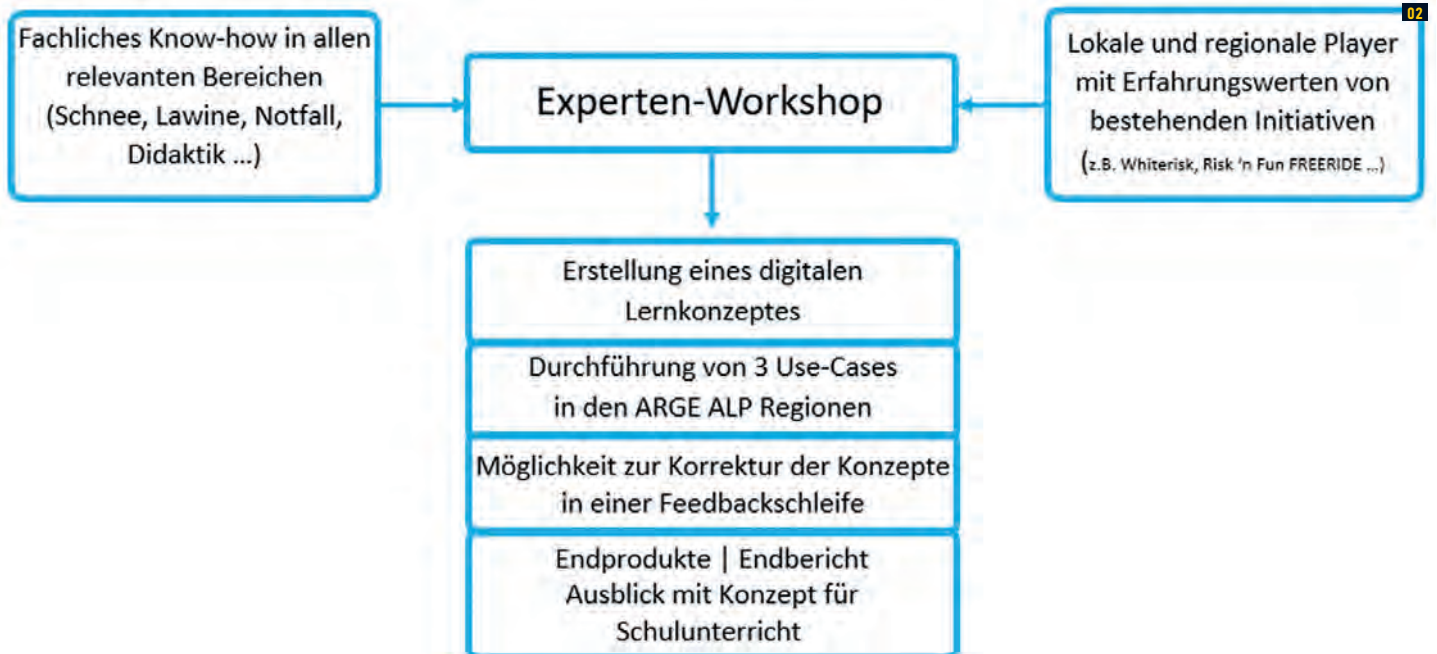 02
Fachliches Know-how in allen
relevanten Bereichen
(Schnee, Lawine, Notfall,
Didaktik ...)
Experten-Workshop
Lokale und regionale Player
mit Erfahrungswerten von
bestehenden Initiativen
(z.B. Whiterisk, Risk 'n Fun FREERIDE ...)
Erstellung eines digitalen
Lernkonzeptes
Durchführung von 3 Use-Cases
in den ARGE ALP Regionen
Möglichkeit zur Korrektur der Konzepte
in einer Feedbackschleife
Endprodukte | Endbericht
Ausblick mit Konzept für
Schulunterricht